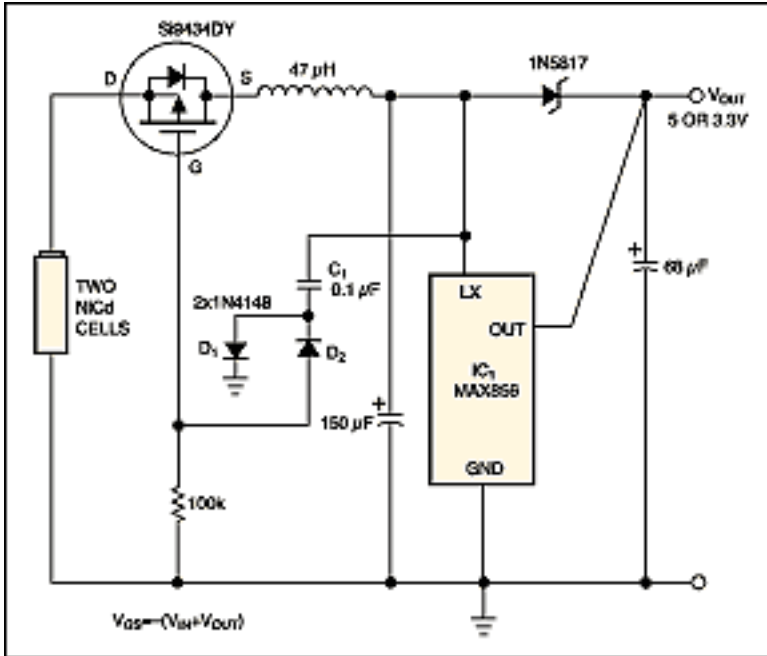 Si9434DY
D
S
G
47 µH
1N5817
VOUT
5 OR 3.3V
TWO
NiCd
CELLS
C1
0.1 µF
2x1N4148
D1
D2
+
150 µF
LX
OUT
IC1
MAX856
GND
+
68 µF
100k
VGS=–(VIN+VOUT)